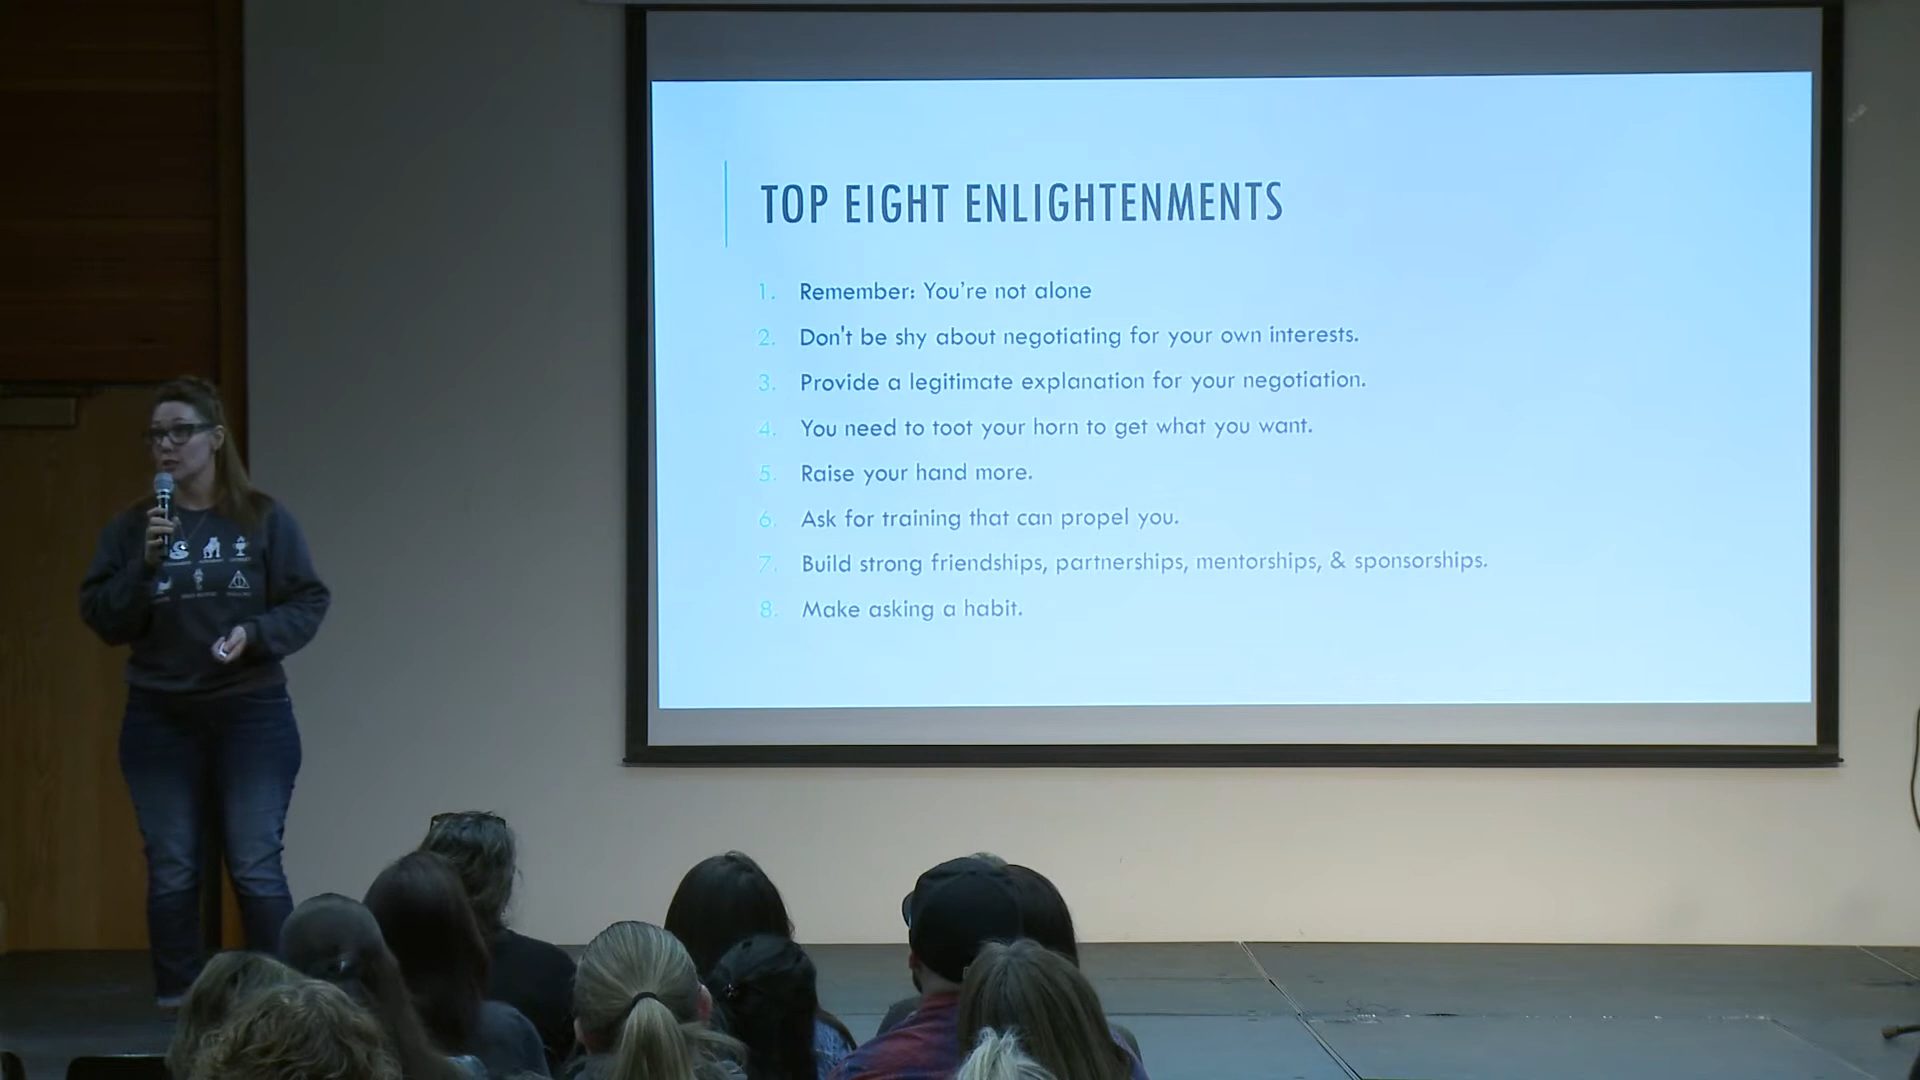 TOP EIGHT ENLIGHTENMENTS
1. Remember: You're not alone
2. Don't be shy about negotiating for your own interests.
3. Provide a legitimate explanation for your negotiation.
4. You need to toot your horn to get what you want.
5. Raise your hand more.
6. Ask for training that can propel you.
7. Build strong friendships, partnerships, mentorships, & sponsorships.
8. Make asking a habit.